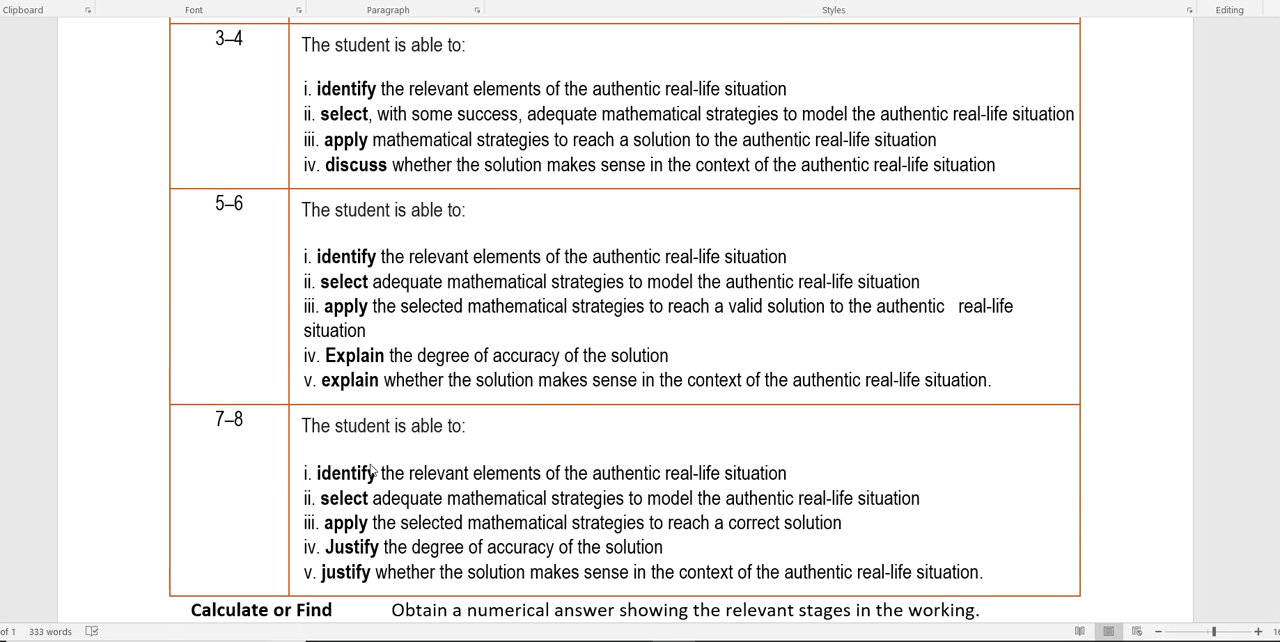 Clipboard
Font
Paragraph
Styles
Editing
3–4
The student is able to:
i. identify the relevant elements of the authentic real-life situation
ii. select, with some success, adequate mathematical strategies to model the authentic real-life situation
iii. apply mathematical strategies to reach a solution to the authentic real-life situation
iv. discuss whether the solution makes sense in the context of the authentic real-life situation
5–6
The student is able to:
i. identify the relevant elements of the authentic real-life situation
ii. select adequate mathematical strategies to model the authentic real-life situation
iii. apply the selected mathematical strategies to reach a valid solution to the authentic real-life
situation
iv. Explain the degree of accuracy of the solution
v. explain whether the solution makes sense in the context of the authentic real-life situation.
7–8
The student is able to:
i. identify the relevant elements of the authentic real-life situation
ii. select adequate mathematical strategies to model the authentic real-life situation
iii. apply the selected mathematical strategies to reach a correct solution
iv. Justify the degree of accuracy of the solution
v. justify whether the solution makes sense in the context of the authentic real-life situation.
Calculate or Find Obtain a numerical answer showing the relevant stages in the working.
of 1 333 words